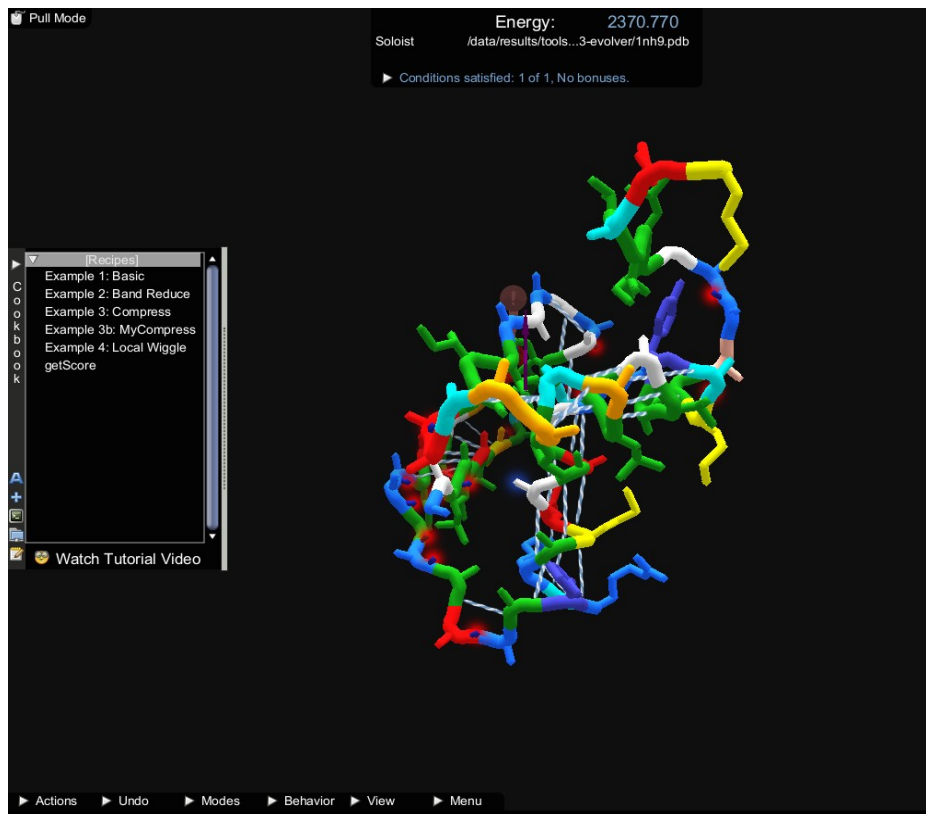 Pull Mode
Energy: 2370.770
Soloist /data/results/tools...3-evolver/1nh9.pdb
Conditions satisfied: 1 of 1, No bonuses.
Cookbook
[Recipes]
Example 1: Basic
Example 2: Band Reduce
Example 3: Compress
Example 3b: MyCompress
Example 4: Local Wiggle
getScore
A
Watch Tutorial Video
Actions Undo Modes Behavior View Menu